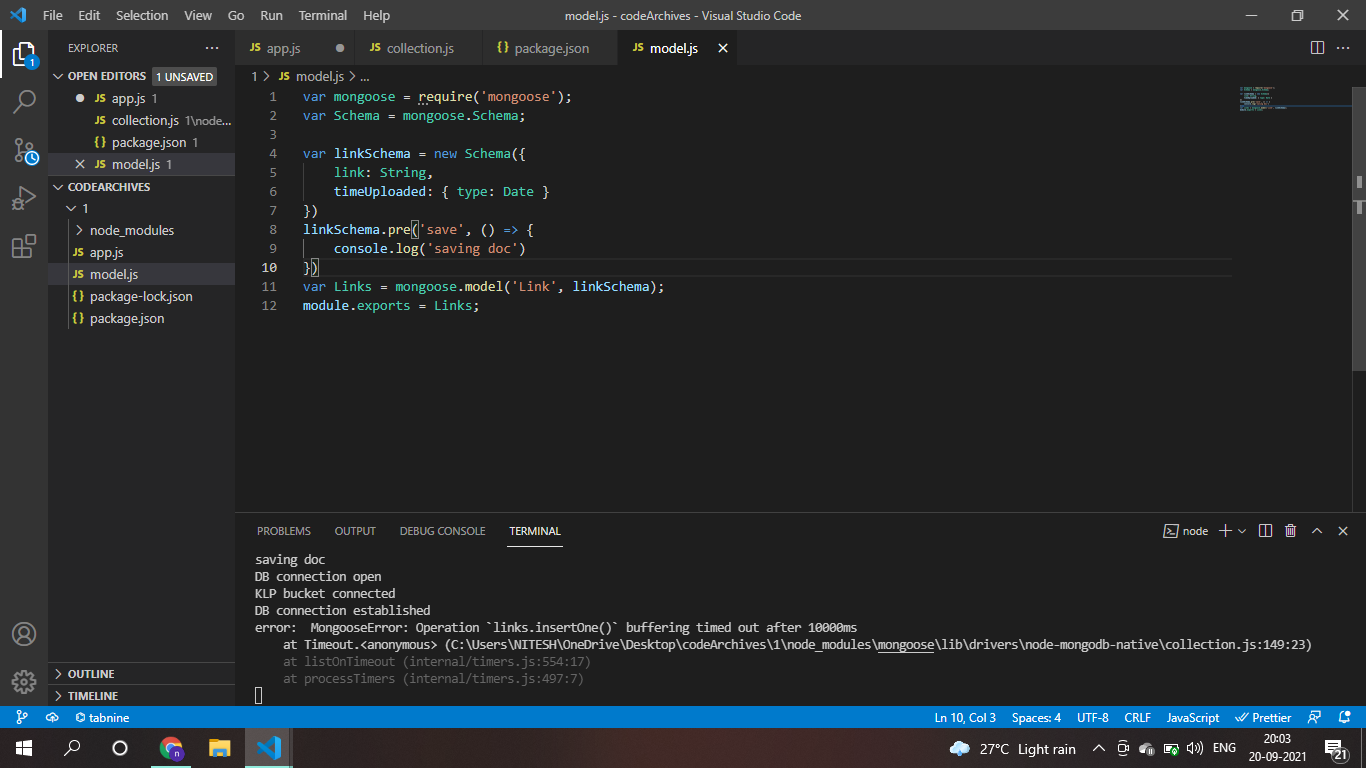 File Edit Selection View Go Run Terminal Help
model.js - codeArchives - Visual Studio Code
EXPLORER
OPEN EDITORS 1 UNSAVED
JS app.js 1
JS collection.js 1\node...
{} package.json 1
JS model.js 1
CODEARCHIVES
1
node_modules
JS app.js
JS model.js
{} package-lock.json
{} package.json
OUTLINE
TIMELINE
1
JS app.js
JS collection.js
{} package.json
JS model.js
1 > JS model.js > ...
1 var mongoose = require('mongoose');
2 var Schema = mongoose.Schema;
3
4 var linkSchema = new Schema({
5 link: String,
6 timeUploaded: { type: Date }
7 })
8 linkSchema.pre('save', () => {
9 console.log('saving doc')
10 })
11 var Links = mongoose.model('Link', linkSchema);
12 module.exports = Links;
PROBLEMS OUTPUT DEBUG CONSOLE TERMINAL
node
saving doc
DB connection open
KLP bucket connected
DB connection established
error:  MongooseError: Operation `links.insertOne()` buffering timed out after 10000ms
at Timeout.<anonymous> (C:\Users\NITESH\OneDrive\Desktop\codeArchives\1\node_modules\mongoose\lib\drivers\node-mongodb-native\collection.js:149:23)
at listOnTimeout (internal/timers.js:554:17)
at processTimers (internal/timers.js:497:7)
tabnine
Ln 10, Col 3 Spaces: 4 UTF-8 CRLF JavaScript Prettier
n
27°C Light rain
ENG
20:03
20-09-2021
21